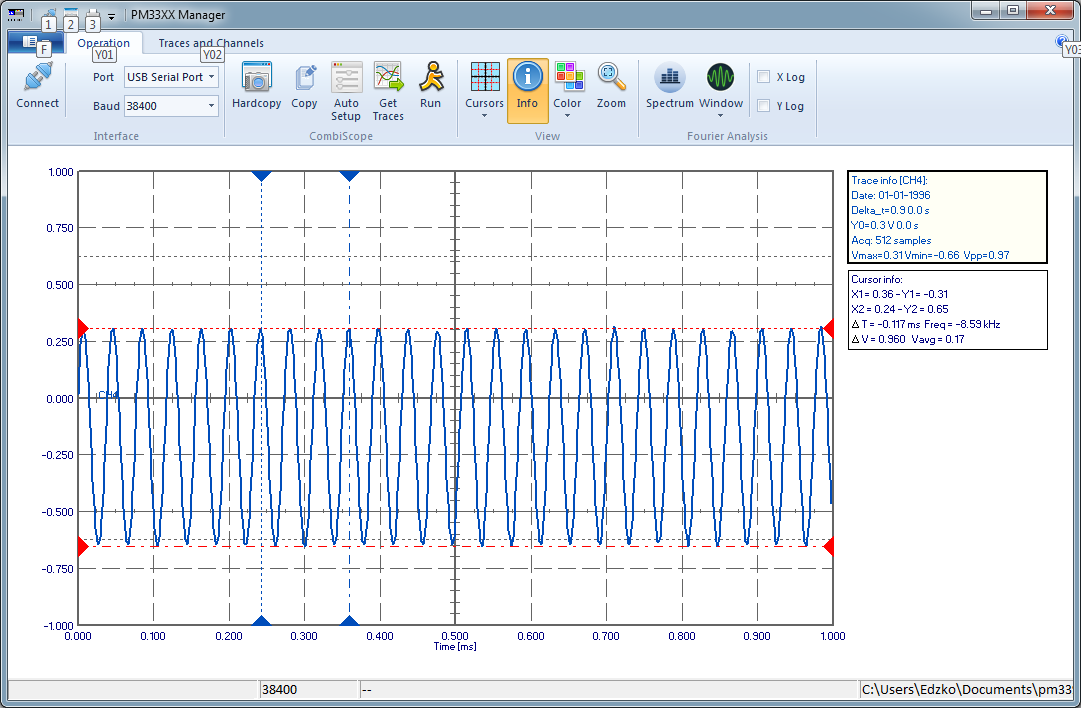 PM33XX Manager
1 2 3
F
Operation Traces and Channels
Y01 Y02 Y03
Port USB Serial Port
Baud 38400
Connect
Hardcopy Copy Auto Setup Get Traces Run
Cursors Info Color Zoom
Spectrum Window
X Log
Y Log
Interface CombiScope View Fourier Analysis
1.000
0.750
0.500
0.250
0.000
-0.250
-0.500
-0.750
-1.000
CH4
0.000 0.100 0.200 0.300 0.400 0.500 0.600 0.700 0.800 0.900 1.000
Time [ms]
Trace info [CH4]:
Date: 01-01-1996
Delta_t=0.9 0.0 s
Y0=0.3 V 0.0 s
Acq: 512 samples
Vmax=0.31 Vmin=-0.66 Vpp=0.97
Cursor info:
X1 = 0.36 - Y1 = -0.31
X2 = 0.24 - Y2 = 0.65
Δ T = -0.117 ms Freq = -8.59 kHz
Δ V = 0.960 Vavg = 0.17
38400 -- C:\Users\Edzko\Documents\pm33